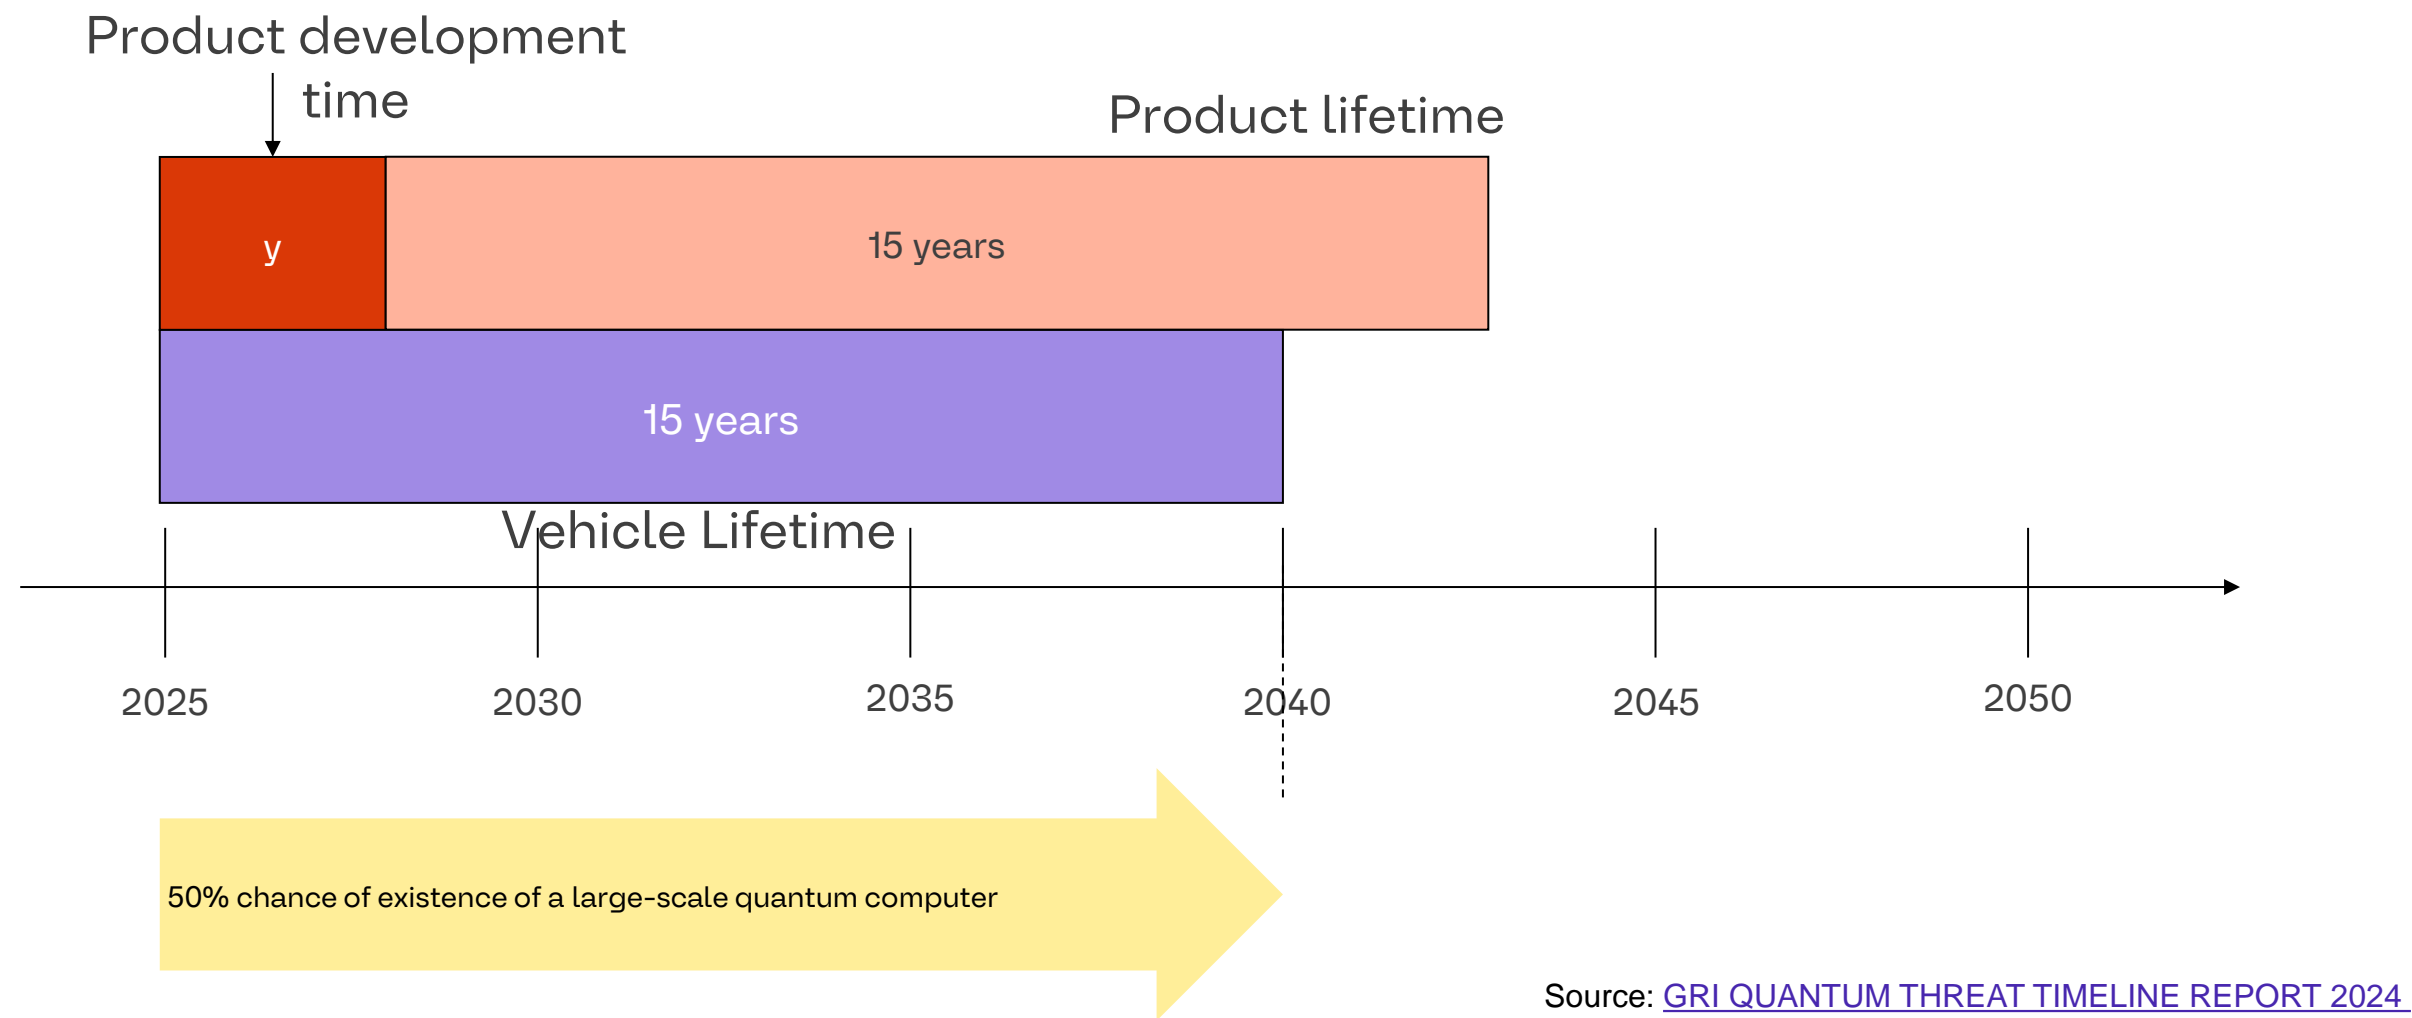 Product development
time
Product lifetime
y
15 years
15 years
Vehicle Lifetime
2025
2030
2035
2040
2045
2050
50% chance of existence of a large-scale quantum computer
Source: GRI QUANTUM THREAT TIMELINE REPORT 2024